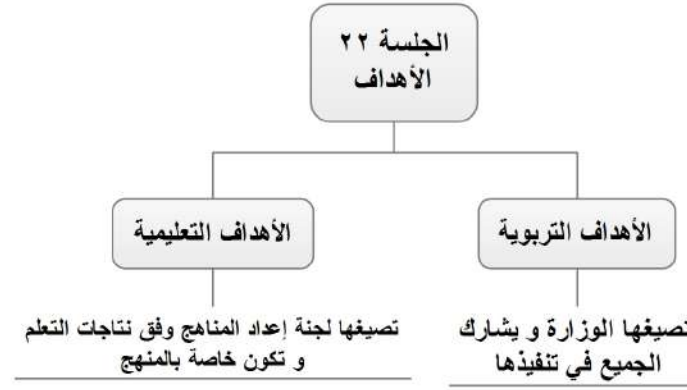 الجلسة ٢٢
الأهداف
الأهداف التربوية
الأهداف التعليمية
تصيغها الوزارة و يشارك
الجميع في تنفيذها
تصيغها لجنة إعداد المناهج وفق نتاجات التعلم
و تكون خاصة بالمنهج